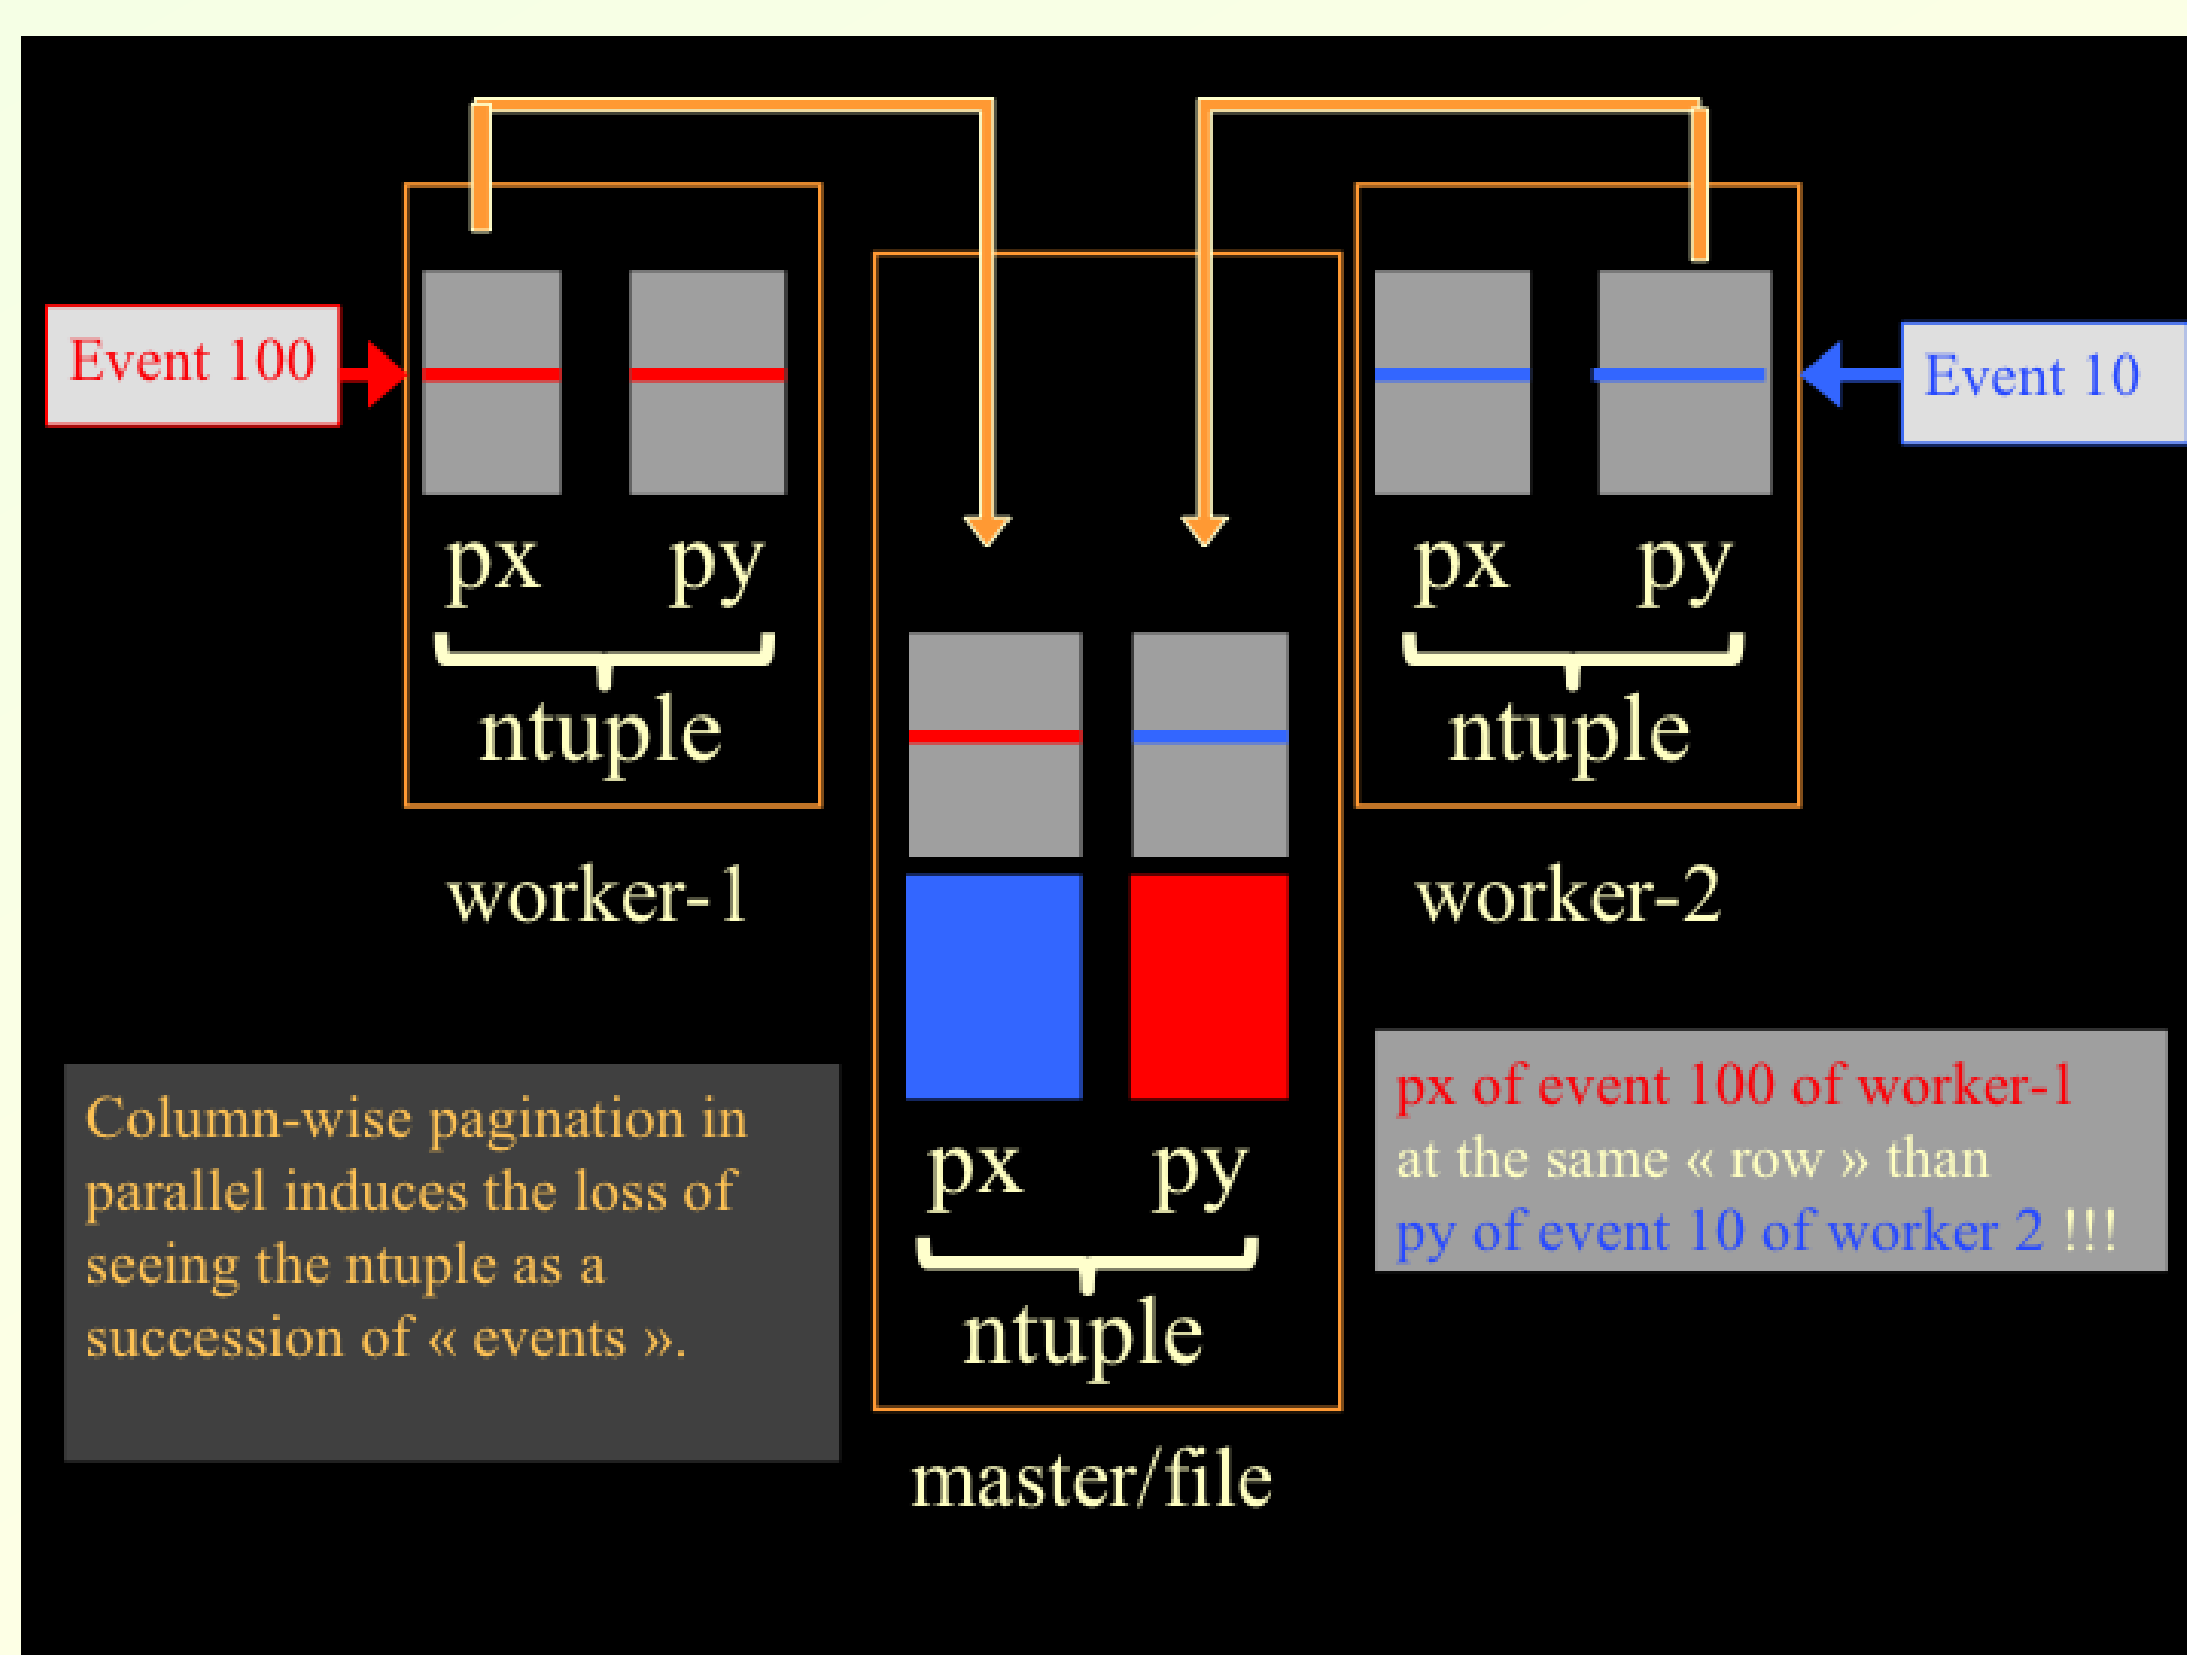 Event 100
px py
ntuple
worker-1
Event 10
px py
ntuple
worker-2
px py
ntuple
master/file
Column-wise pagination in
parallel induces the loss of
seeing the ntuple as a
succession of « events ».
px of event 100 of worker-1
at the same « row » than
py of event 10 of worker 2 !!!